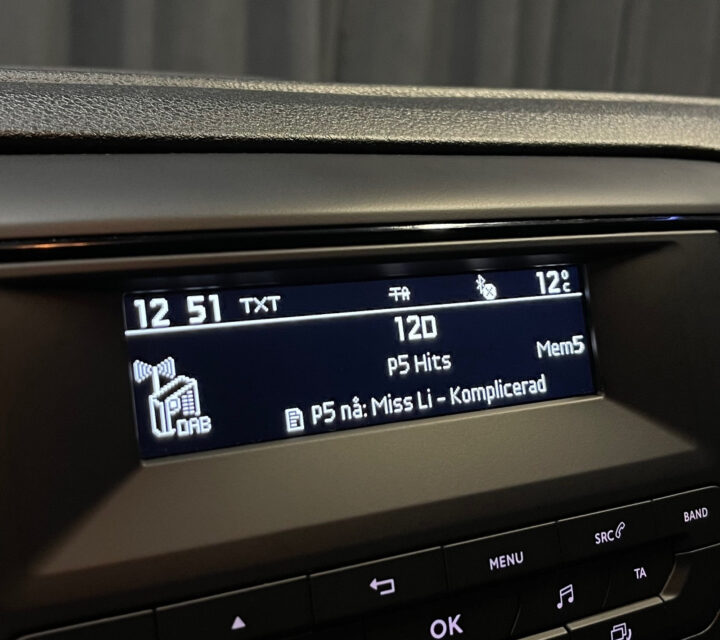 12 51 TXT TA 12°C
12D
P5 Hits
Mem5
P5 nå: Miss Li - Komplicerad
DAB
BAND
SRC
MENU
TA
OK